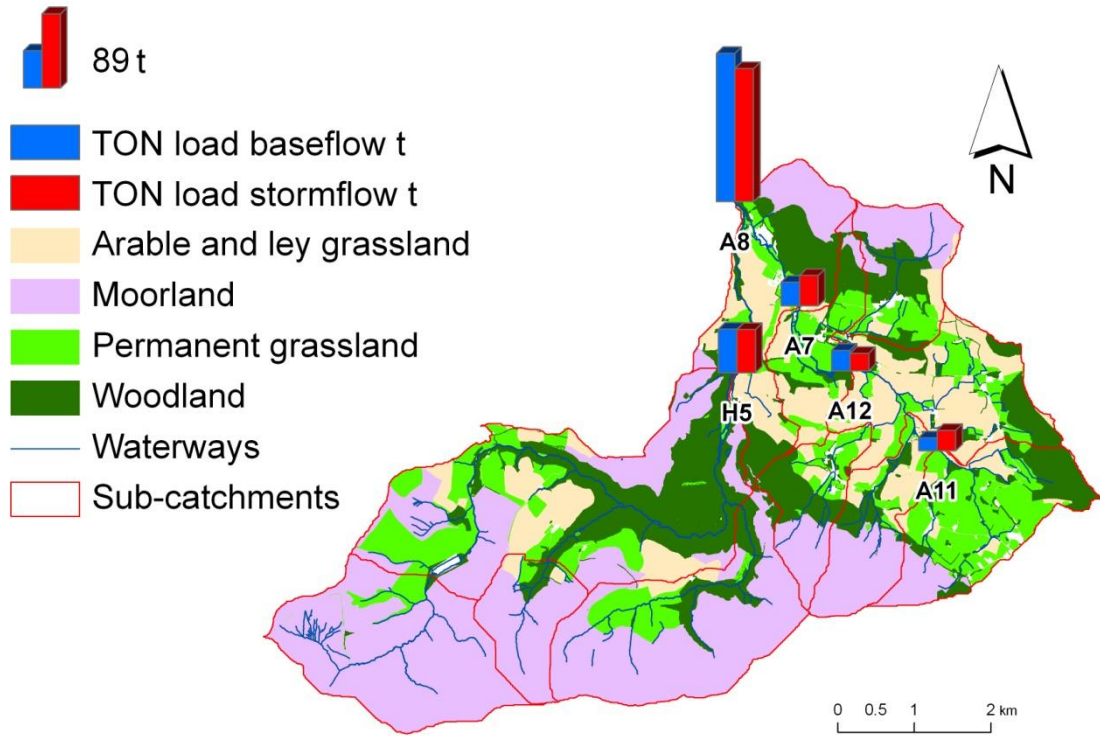 89 t
TON load baseflow t
TON load stormflow t
Arable and ley grassland
Moorland
Permanent grassland
Woodland
Waterways
Sub-catchments
N
A8
A7
H5
A12
A11
0 0.5 1 2 km